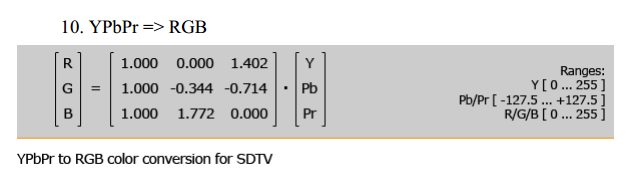 10. YPbPr => RGB
R 1.000 0.000 1.402 Y
G = 1.000 -0.344 -0.714 · Pb
B 1.000 1.772 0.000 Pr
Ranges:
Y [ 0 ... 255 ]
Pb/Pr [ -127.5 ... +127.5 ]
R/G/B [ 0 ... 255 ]
YPbPr to RGB color conversion for SDTV